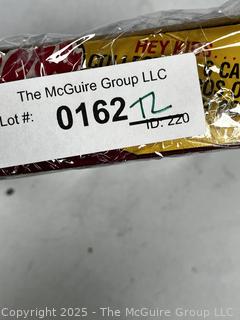 HEY KIDS
The McGuire Group LLC
Lot #: 0162 TL
ID: 220
Copyright 2025 - The McGuire Group LLC